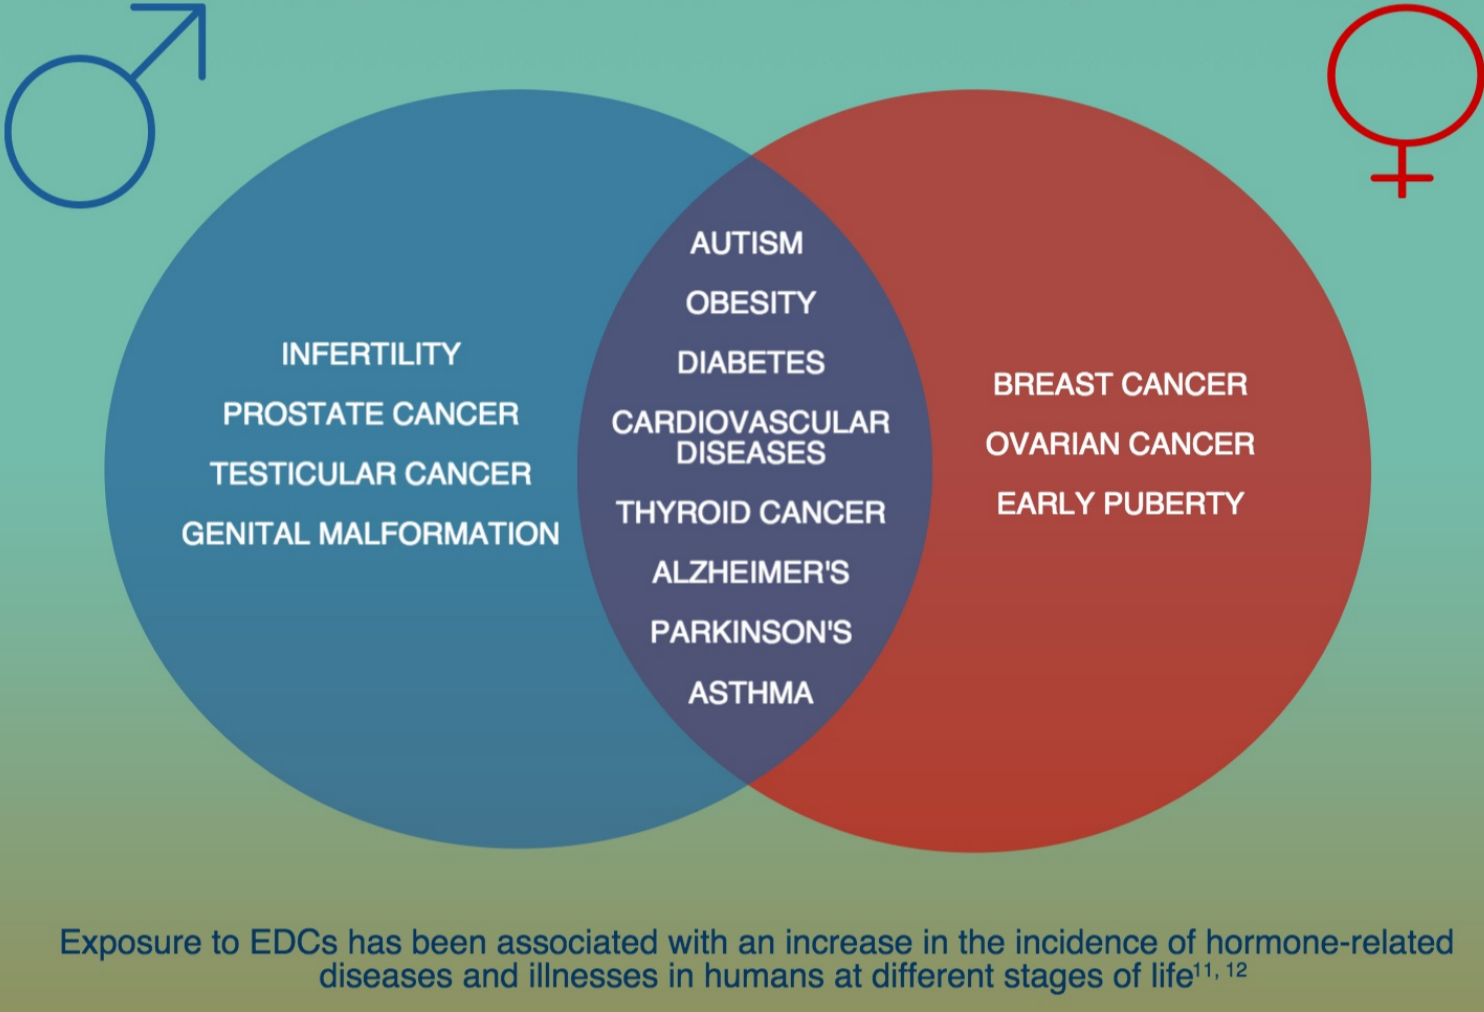 INFERTILITY
PROSTATE CANCER
TESTICULAR CANCER
GENITAL MALFORMATION
AUTISM
OBESITY
DIABETES
CARDIOVASCULAR
DISEASES
THYROID CANCER
ALZHEIMER'S
PARKINSON'S
ASTHMA
BREAST CANCER
OVARIAN CANCER
EARLY PUBERTY
Exposure to EDCs has been associated with an increase in the incidence of hormone-related
diseases and illnesses in humans at different stages of life11, 12